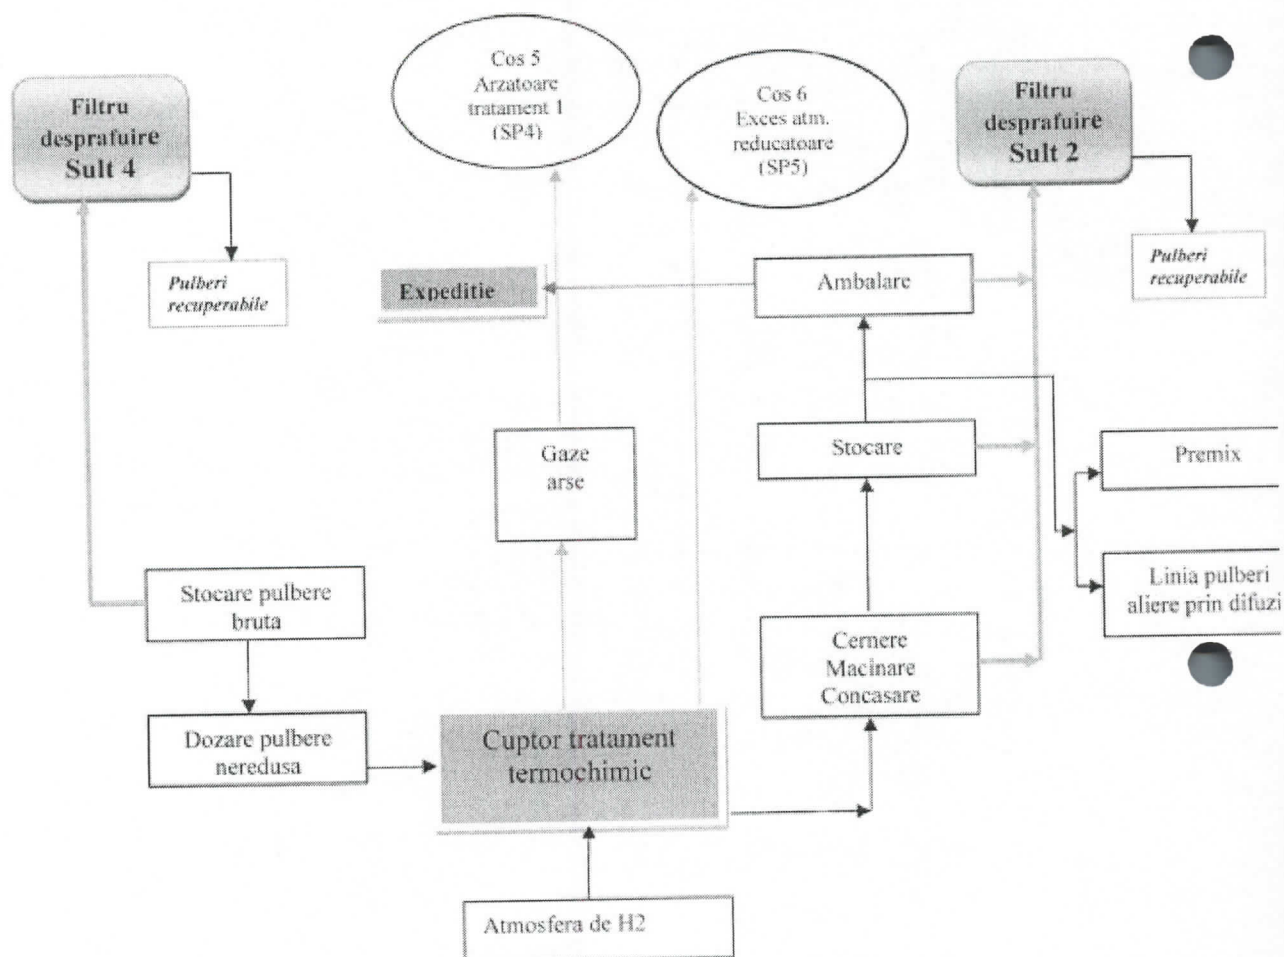 Cos 5
Arzatoare
tratament 1
(SP4)
Cos 6
Exces atm.
reducatoare
(SP5)
Filtru
desprafuire
Sult 4
Filtru
desprafuire
Sult 2
Pulberi
recuperabile
Pulberi
recuperabile
Expeditie
Ambalare
Gaze
arse
Stocare
Premix
Stocare pulbere
bruta
Linia pulberi
aliere prin difuzi
Cernere
Macinare
Concasare
Dozare pulbere
neredusa
Cuptor tratament
termochimic
Atmosfera de H2